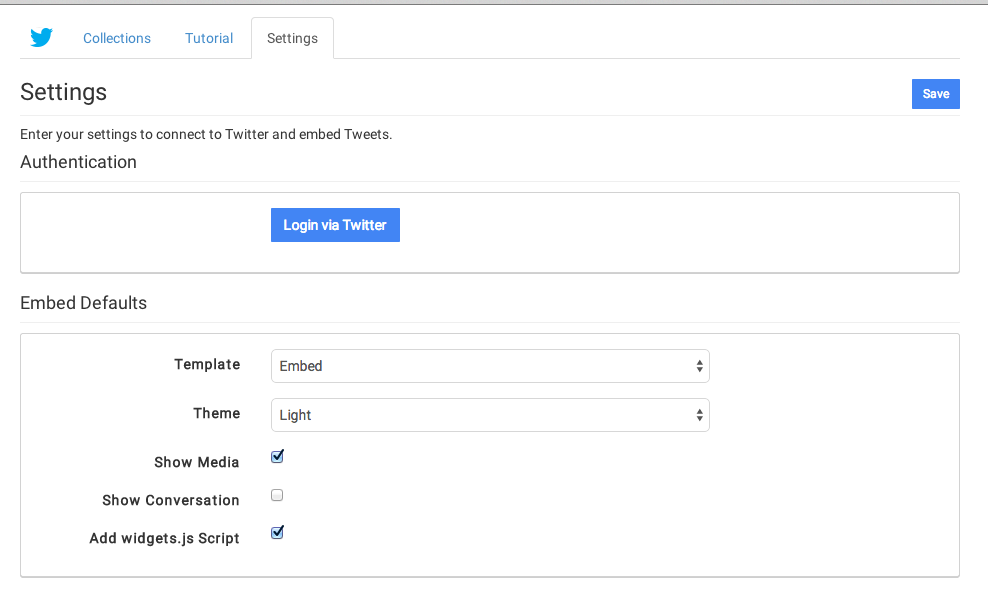 Collections Tutorial Settings
Settings Save
Enter your settings to connect to Twitter and embed Tweets.
Authentication
Login via Twitter
Embed Defaults
Template Embed
Theme Light
Show Media
Show Conversation
Add widgets.js Script